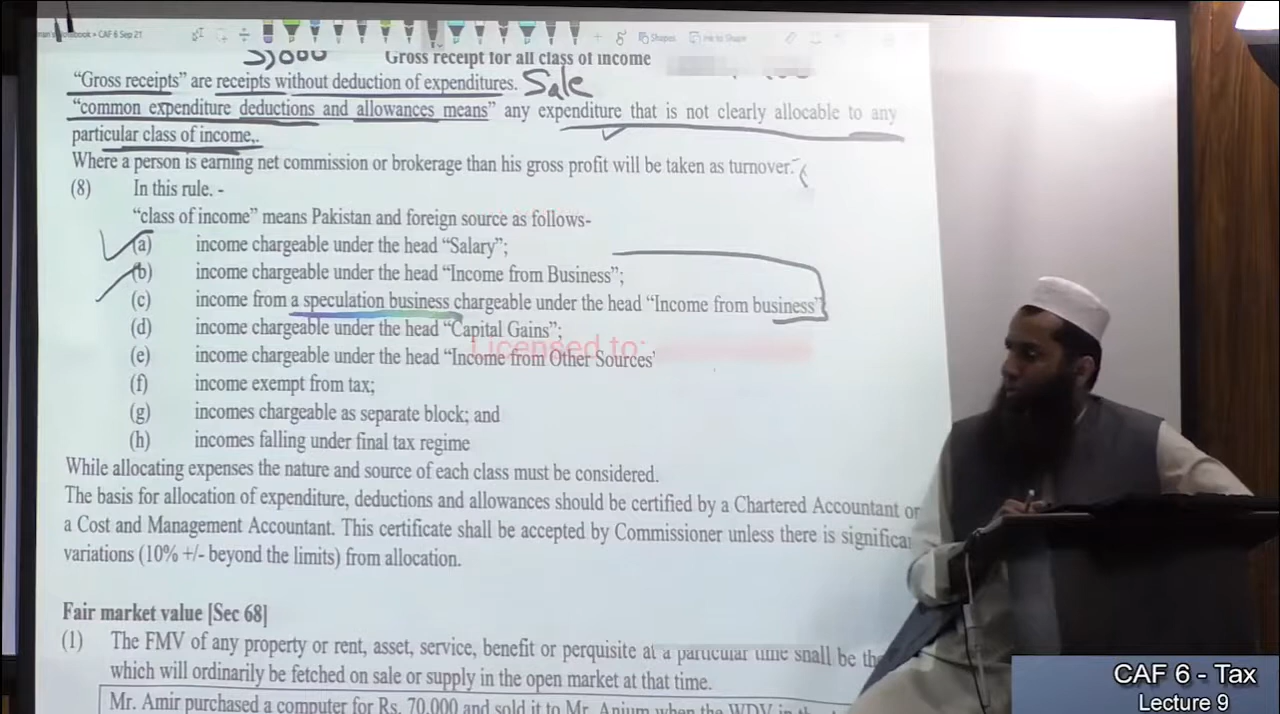 book » CAF 6 Sep 21
Shapes
Ink to Shape
Gross receipt for all class of income
“Gross receipts” are receipts without deduction of expenditures. Sale
“common expenditure deductions and allowances means” any expenditure that is not clearly allocable to any
particular class of income,.
Where a person is earning net commission or brokerage than his gross profit will be taken as turnover.
(8) In this rule. -
“class of income” means Pakistan and foreign source as follows-
(a) income chargeable under the head “Salary”;
(b) income chargeable under the head “Income from Business”;
(c) income from a speculation business chargeable under the head “Income from business”
(d) income chargeable under the head “Capital Gains”;
(e) income chargeable under the head “Income from Other Sources’
Licensed to:
(f) income exempt from tax;
(g) incomes chargeable as separate block; and
(h) incomes falling under final tax regime
While allocating expenses the nature and source of each class must be considered.
The basis for allocation of expenditure, deductions and allowances should be certified by a Chartered Accountant or
a Cost and Management Accountant. This certificate shall be accepted by Commissioner unless there is significa
variations (10% +/- beyond the limits) from allocation.
Fair market value [Sec 68]
(1) The FMV of any property or rent, asset, service, benefit or perquisite at a particular time shall be the
which will ordinarily be fetched on sale or supply in the open market at that time.
Mr. Amir purchased a computer for Rs. 70,000 and sold it to Mr. Anjum when the WDV in
CAF 6 - Tax
Lecture 9